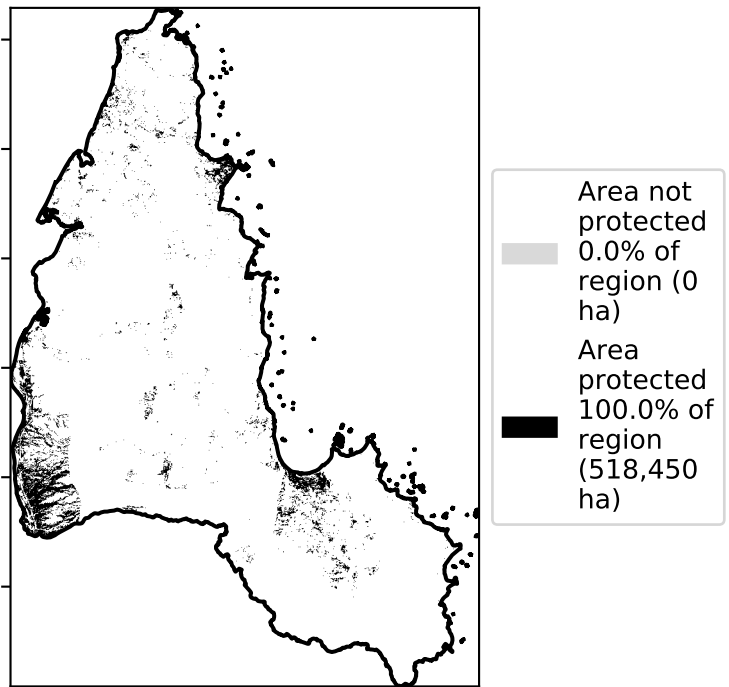 Area not
protected
0.0% of
region (0
ha)
Area
protected
100.0% of
region
(518,450
ha)